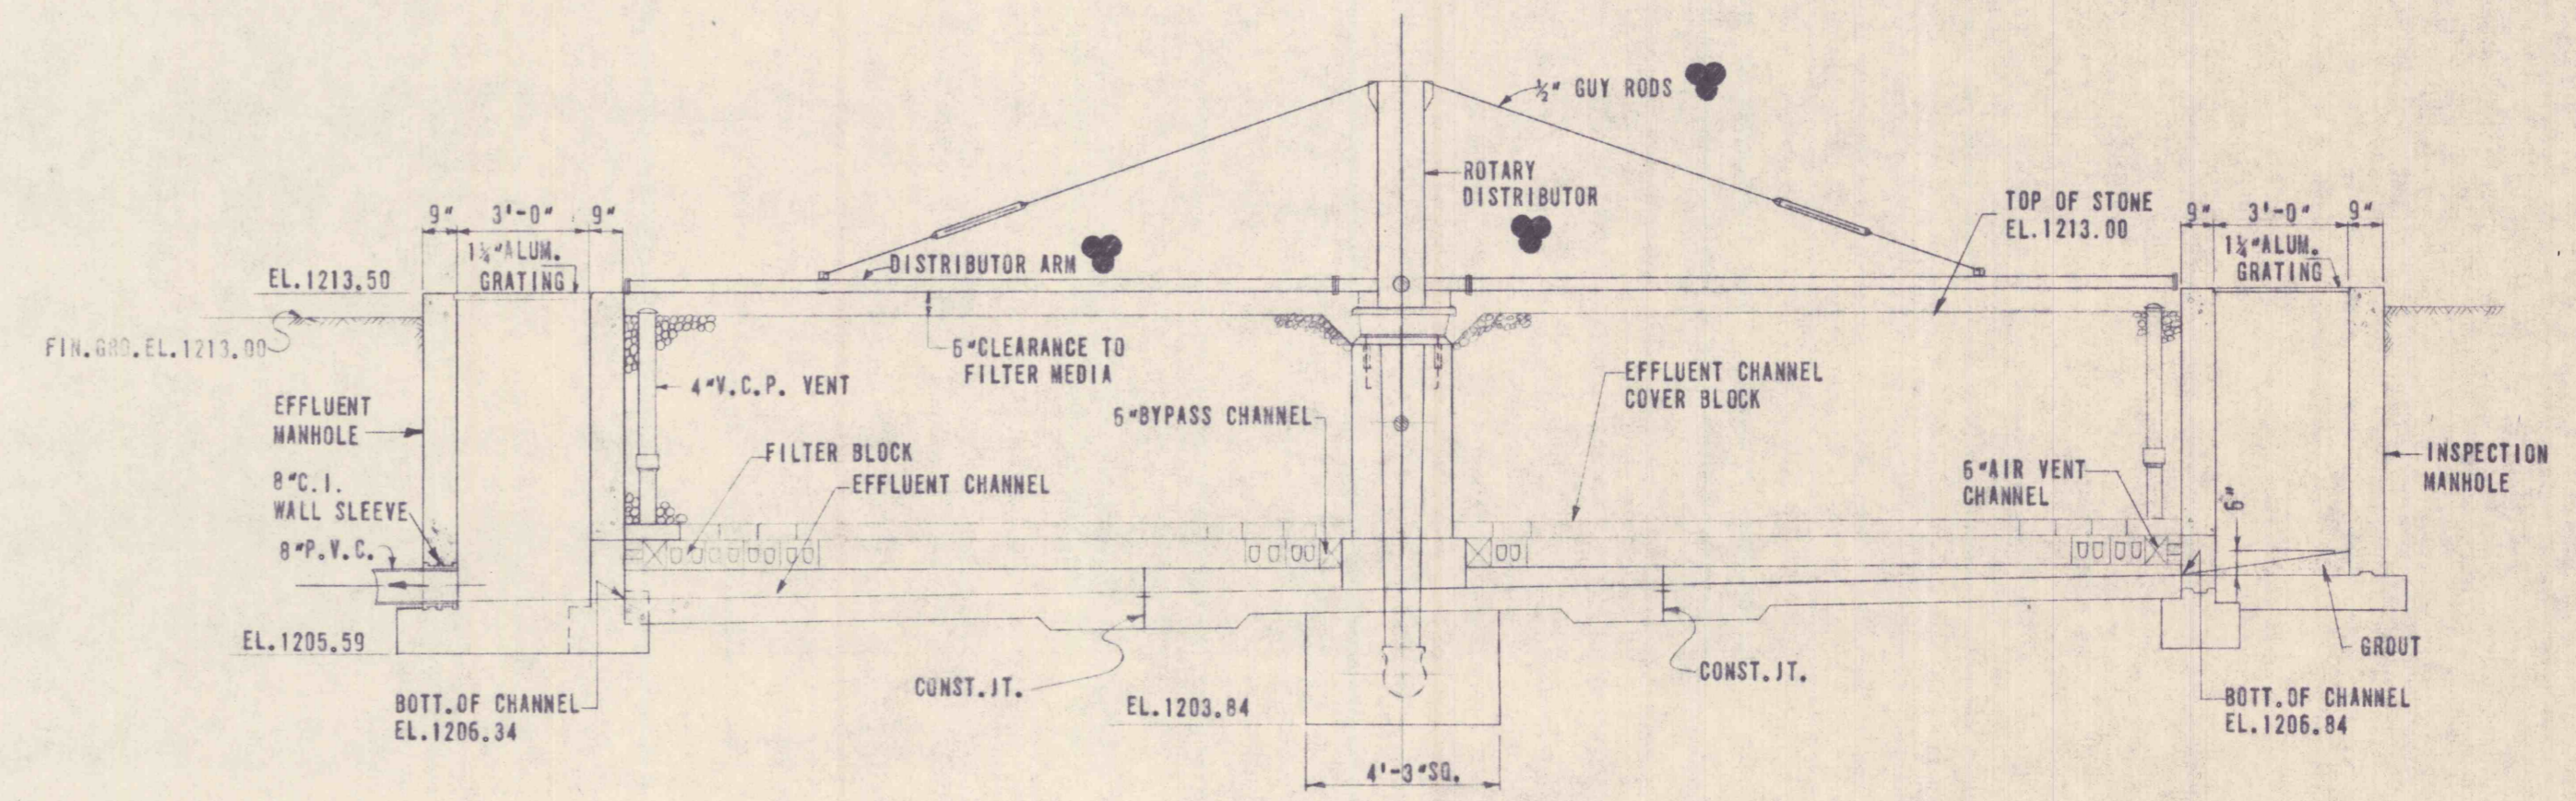 ½" GUY RODS
ROTARY
DISTRIBUTOR
TOP OF STONE
EL.1213.00
9" 3'-0" 9"
1¼"ALUM.
GRATING
9" 3'-0" 9"
1¼"ALUM.
GRATING
DISTRIBUTOR ARM
EL.1213.50
FIN.GRD.EL.1213.00
6"CLEARANCE TO
FILTER MEDIA
4"V.C.P. VENT
EFFLUENT CHANNEL
COVER BLOCK
EFFLUENT
MANHOLE
6"BYPASS CHANNEL
FILTER BLOCK
EFFLUENT CHANNEL
6"AIR VENT
CHANNEL
INSPECTION
MANHOLE
8"C.I.
WALL SLEEVE
8"P.V.C.
6"
EL.1205.59
GROUT
CONST.JT.
CONST.JT.
BOTT.OF CHANNEL
EL.1206.34
EL.1203.84
BOTT.OF CHANNEL
EL.1206.84
4'-3"SQ.